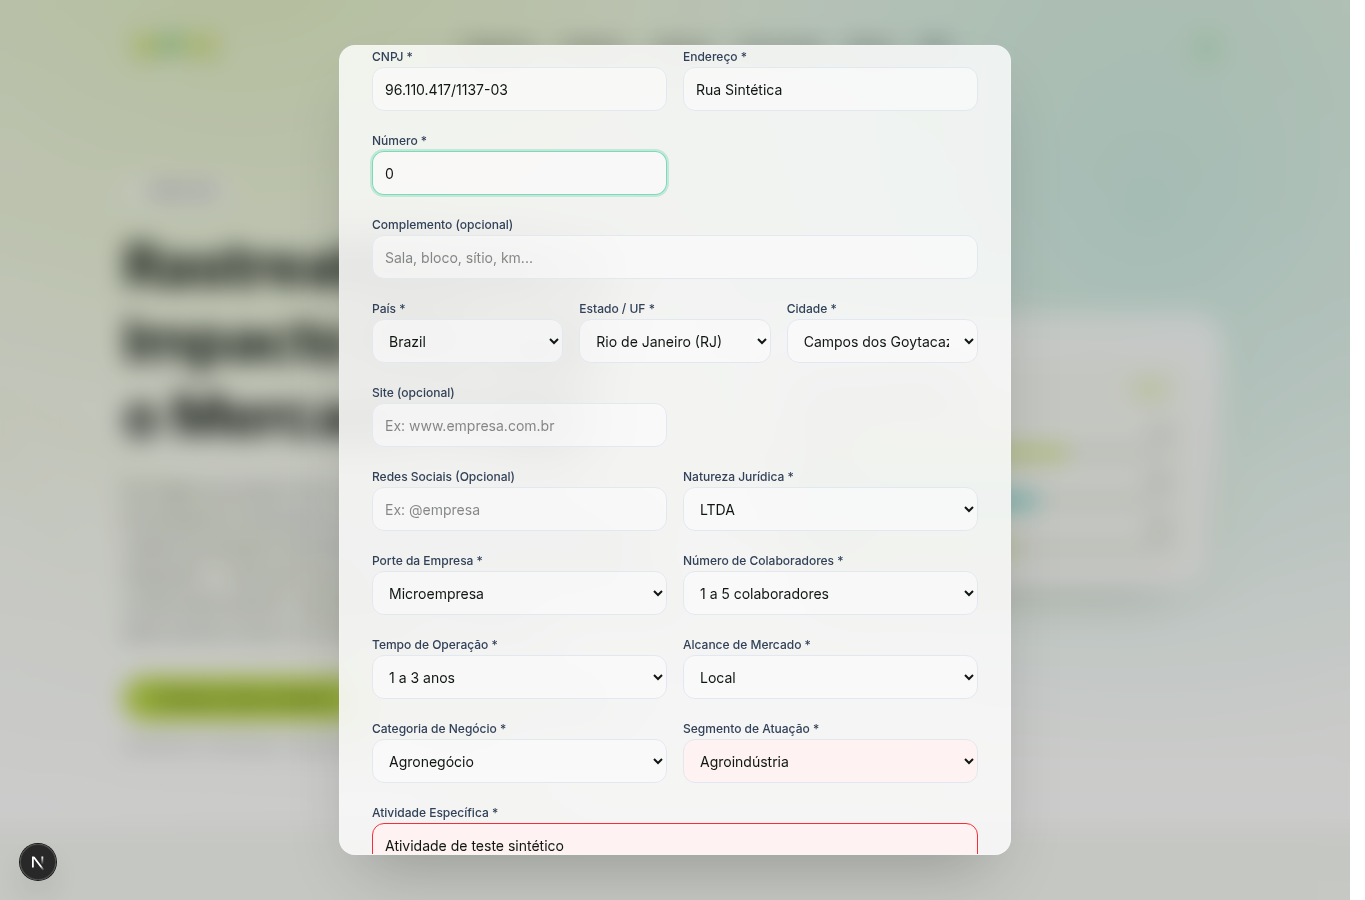 CNPJ *
Endereço *
96.110.417/1137-03
Rua Sintética
Número *
0
Complemento (opcional)
Sala, bloco, sítio, km...
País *
Estado / UF *
Cidade *
Brazil
Rio de Janeiro (RJ)
Campos dos Goytacaz
Site (opcional)
Ex: www.empresa.com.br
Redes Sociais (Opcional)
Natureza Jurídica *
Ex: @empresa
LTDA
Porte da Empresa *
Número de Colaboradores *
Microempresa
1 a 5 colaboradores
Tempo de Operação *
Alcance de Mercado *
1 a 3 anos
Local
Categoria de Negócio *
Segmento de Atuação *
Agronegócio
Agroindústria
Atividade Específica *
Atividade de teste sintético
N